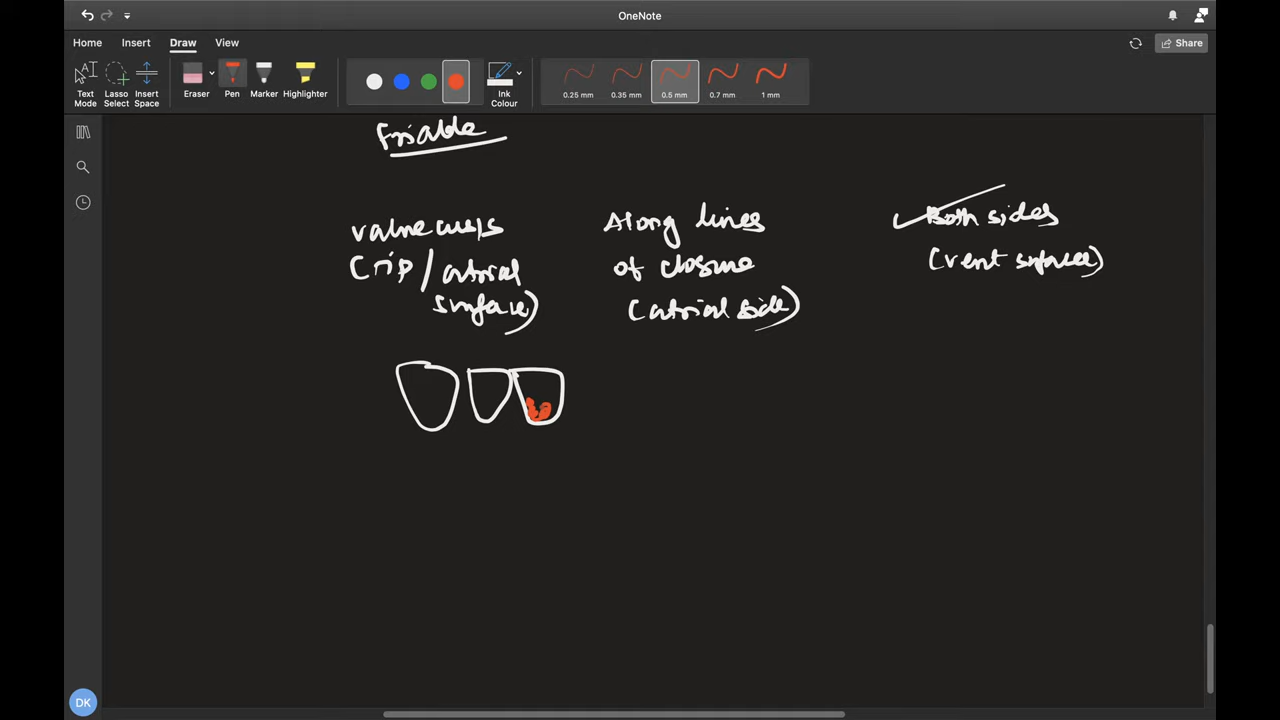 OneNote
Home Insert Draw View
Share
Text Mode
Lasso Select
Insert Space
Eraser
Pen
Marker
Highlighter
Ink Colour
0.25 mm
0.35 mm
0.5 mm
0.7 mm
1 mm
Friable
valve cusps
(Tip / atrial
surface)
Along lines
of closure
(atrial side)
Both sides
(vent surface)
DK